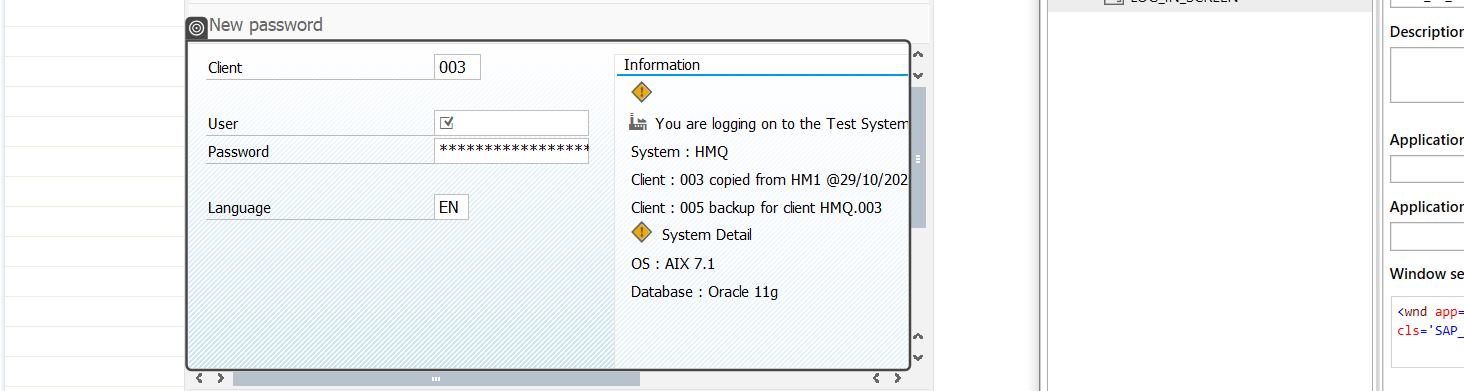 New password
Client 003
User
Password *****************
Language EN
Information
You are logging on to the Test System
System : HMQ
Client : 003 copied from HM1 @29/10/202
Client : 005 backup for client HMQ.003
System Detail
OS : AIX 7.1
Database : Oracle 11g
LOG_IN_SCREEN
Description
Application
Application
Window se
<wnd app=
cls='SAP_